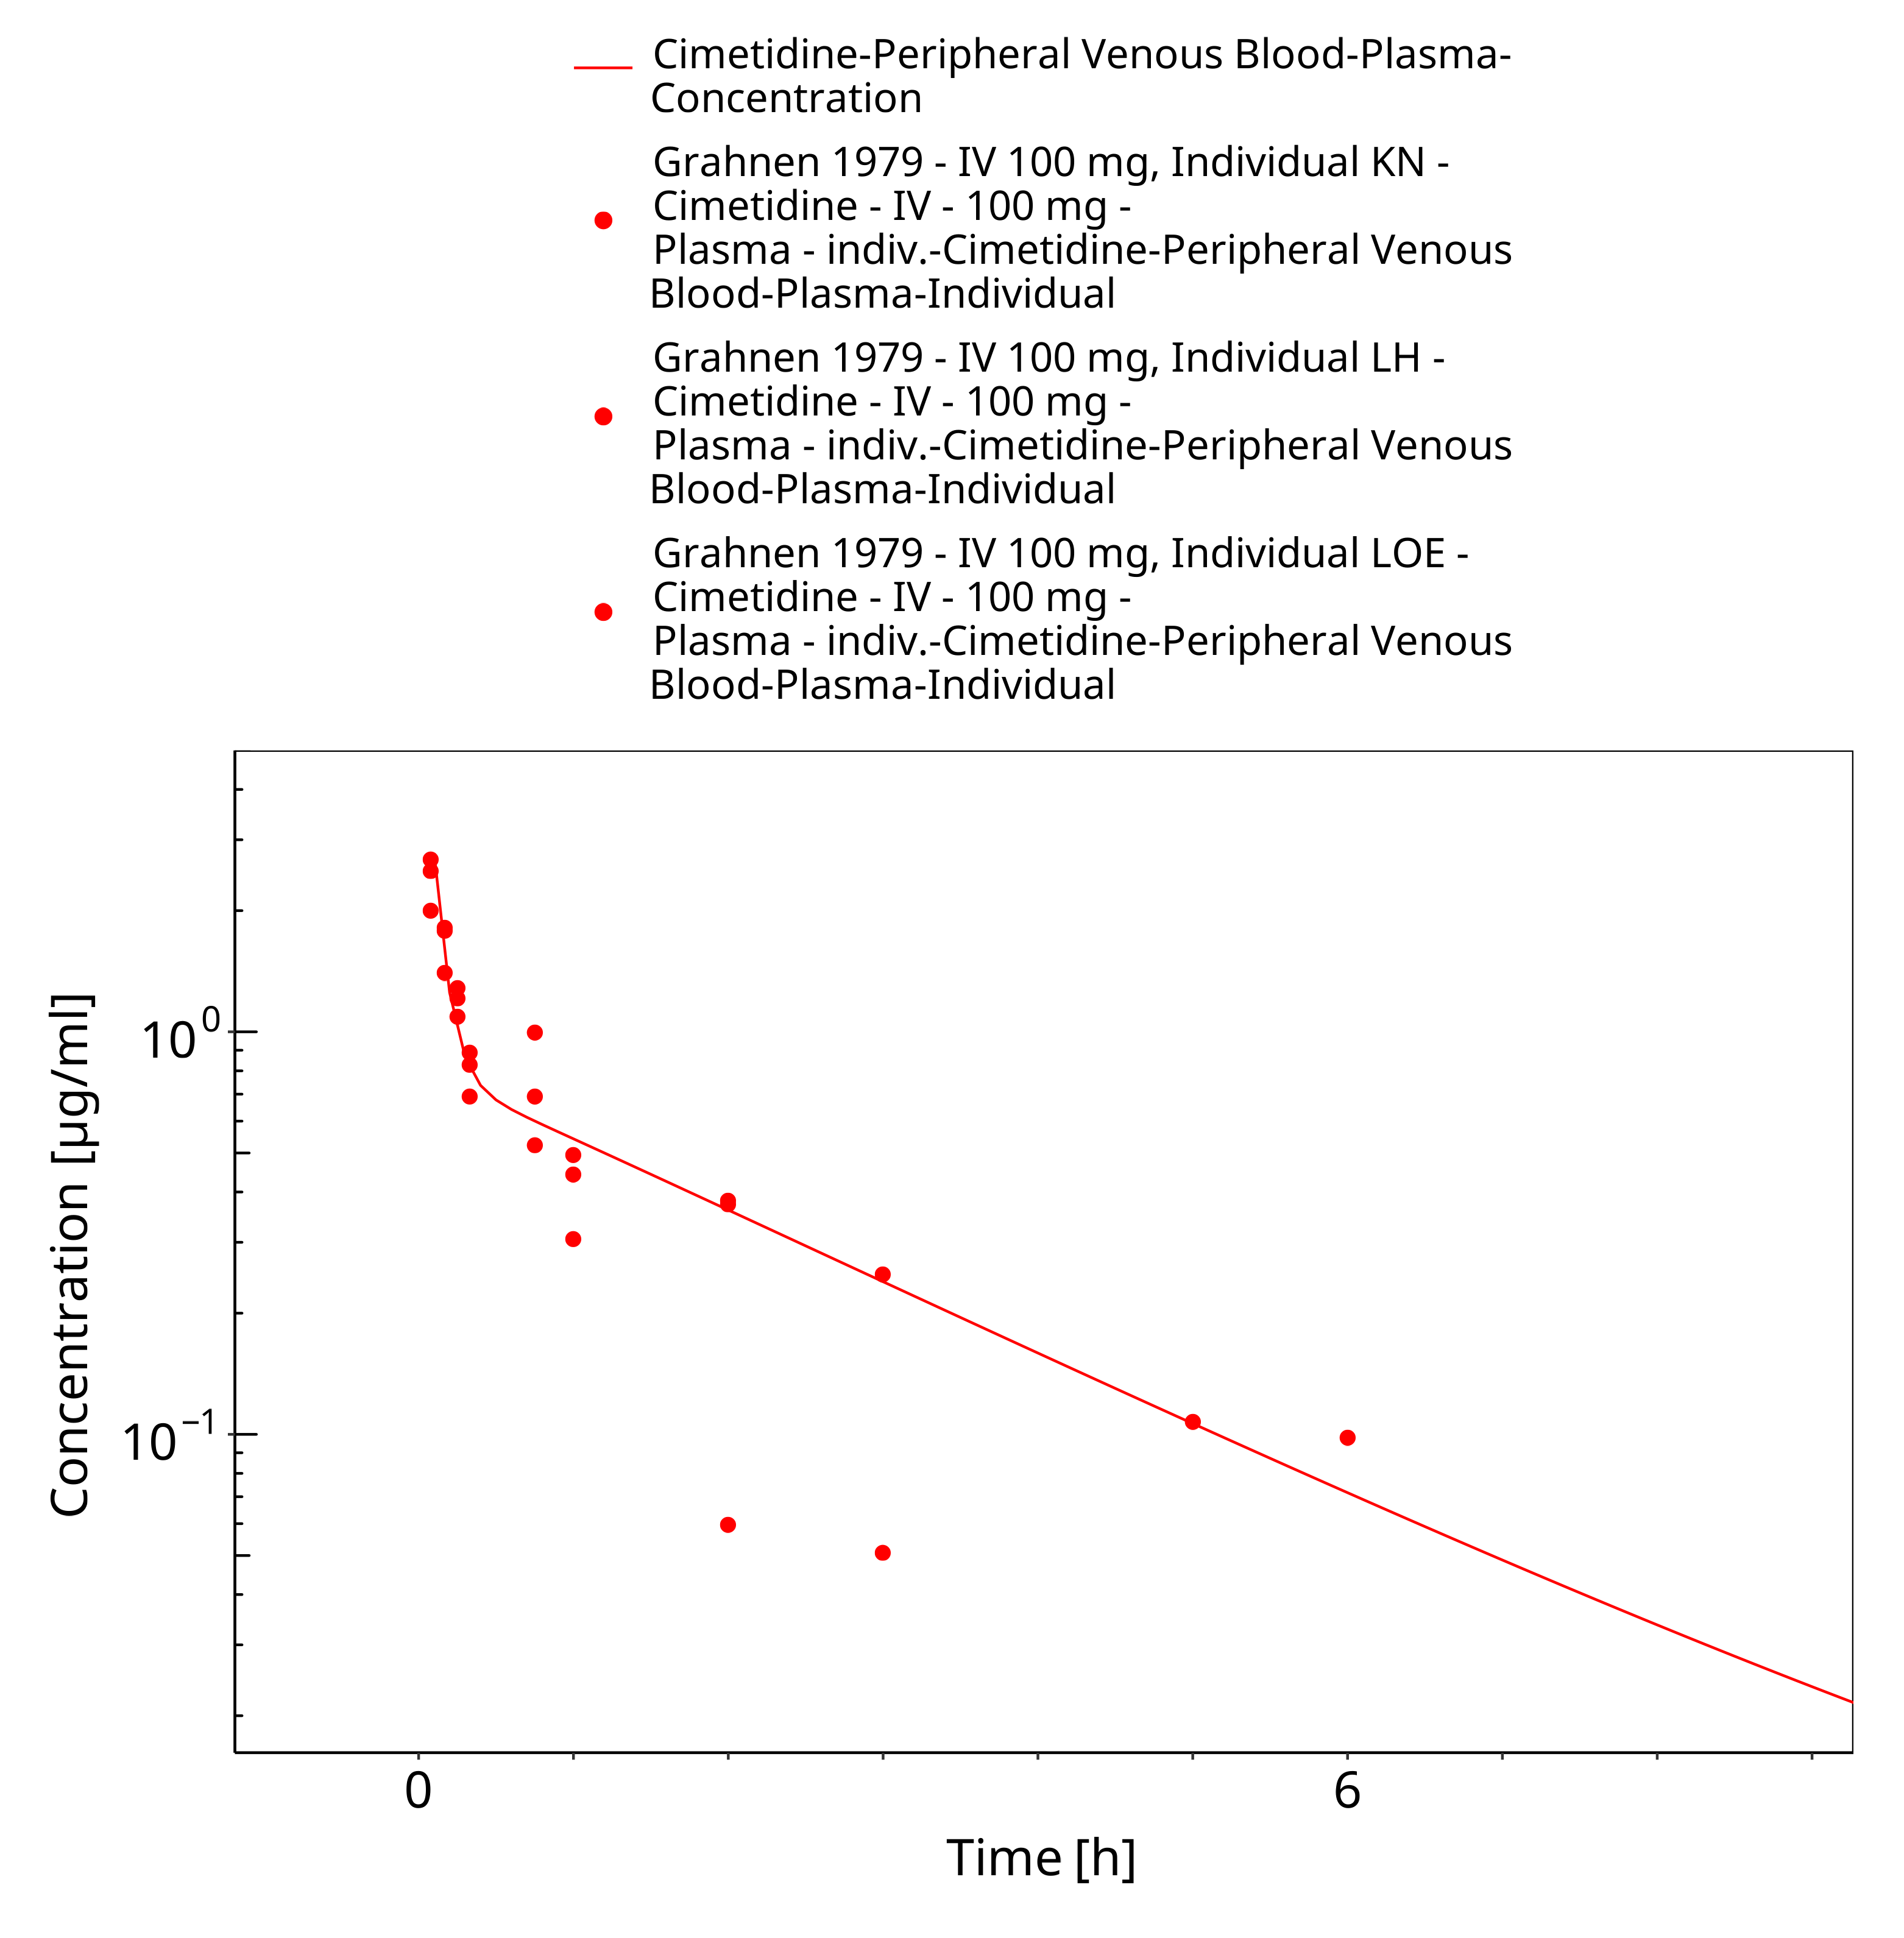 Cimetidine-Peripheral Venous Blood-Plasma-
Concentration
Grahnen 1979 - IV 100 mg, Individual KN -
Cimetidine - IV - 100 mg -
Plasma - indiv.-Cimetidine-Peripheral Venous
Blood-Plasma-Individual
Grahnen 1979 - IV 100 mg, Individual LH -
Cimetidine - IV - 100 mg -
Plasma - indiv.-Cimetidine-Peripheral Venous
Blood-Plasma-Individual
Grahnen 1979 - IV 100 mg, Individual LOE -
Cimetidine - IV - 100 mg -
Plasma - indiv.-Cimetidine-Peripheral Venous
Blood-Plasma-Individual
Concentration [µg/ml]
10⁰
10⁻¹
0
6
Time [h]